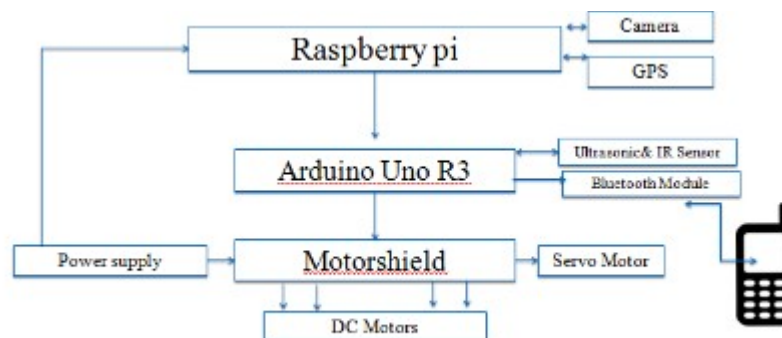 Camera
Raspberry pi
GPS
Ultrasonic& IR Sensor
Arduino Uno R3
Bluetooth Module
Power supply
Motorshield
Servo Motor
DC Motors